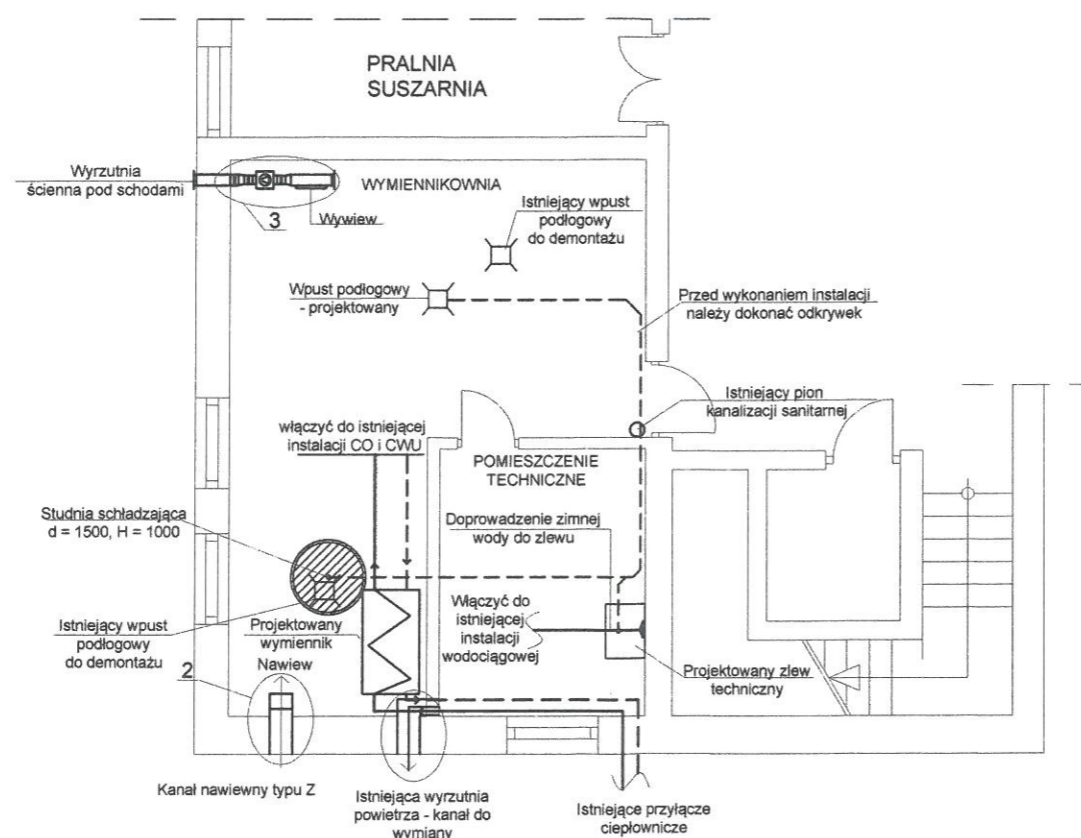 PRALNIA
SUSZARNIA
Wyrzutnia
ścienna pod schodami
WYMIENNIKOWNIA
3
Wywiew
Istniejący wpust
podłogowy
do demontażu
Wpust podłogowy
- projektowany
Przed wykonaniem instalacji
należy dokonać odkrywek
Istniejący pion
kanalizacji sanitarnej
włączyć do istniejącej
instalacji CO i CWU
POMIESZCZENIE
TECHNICZNE
Studnia schładzająca
d = 1500, H = 1000
Doprowadzenie zimnej
wody do zlewu
Istniejący wpust
podłogowy
do demontażu
Projektowany
wymiennik
Włączyć do
istniejącej
instalacji
wodociągowej
2
Nawiew
Projektowany zlew
techniczny
Kanał nawiewny typu Z
Istniejąca wyrzutnia
powietrza - kanał do
wymiany
Istniejące przyłącze
ciepłownicze